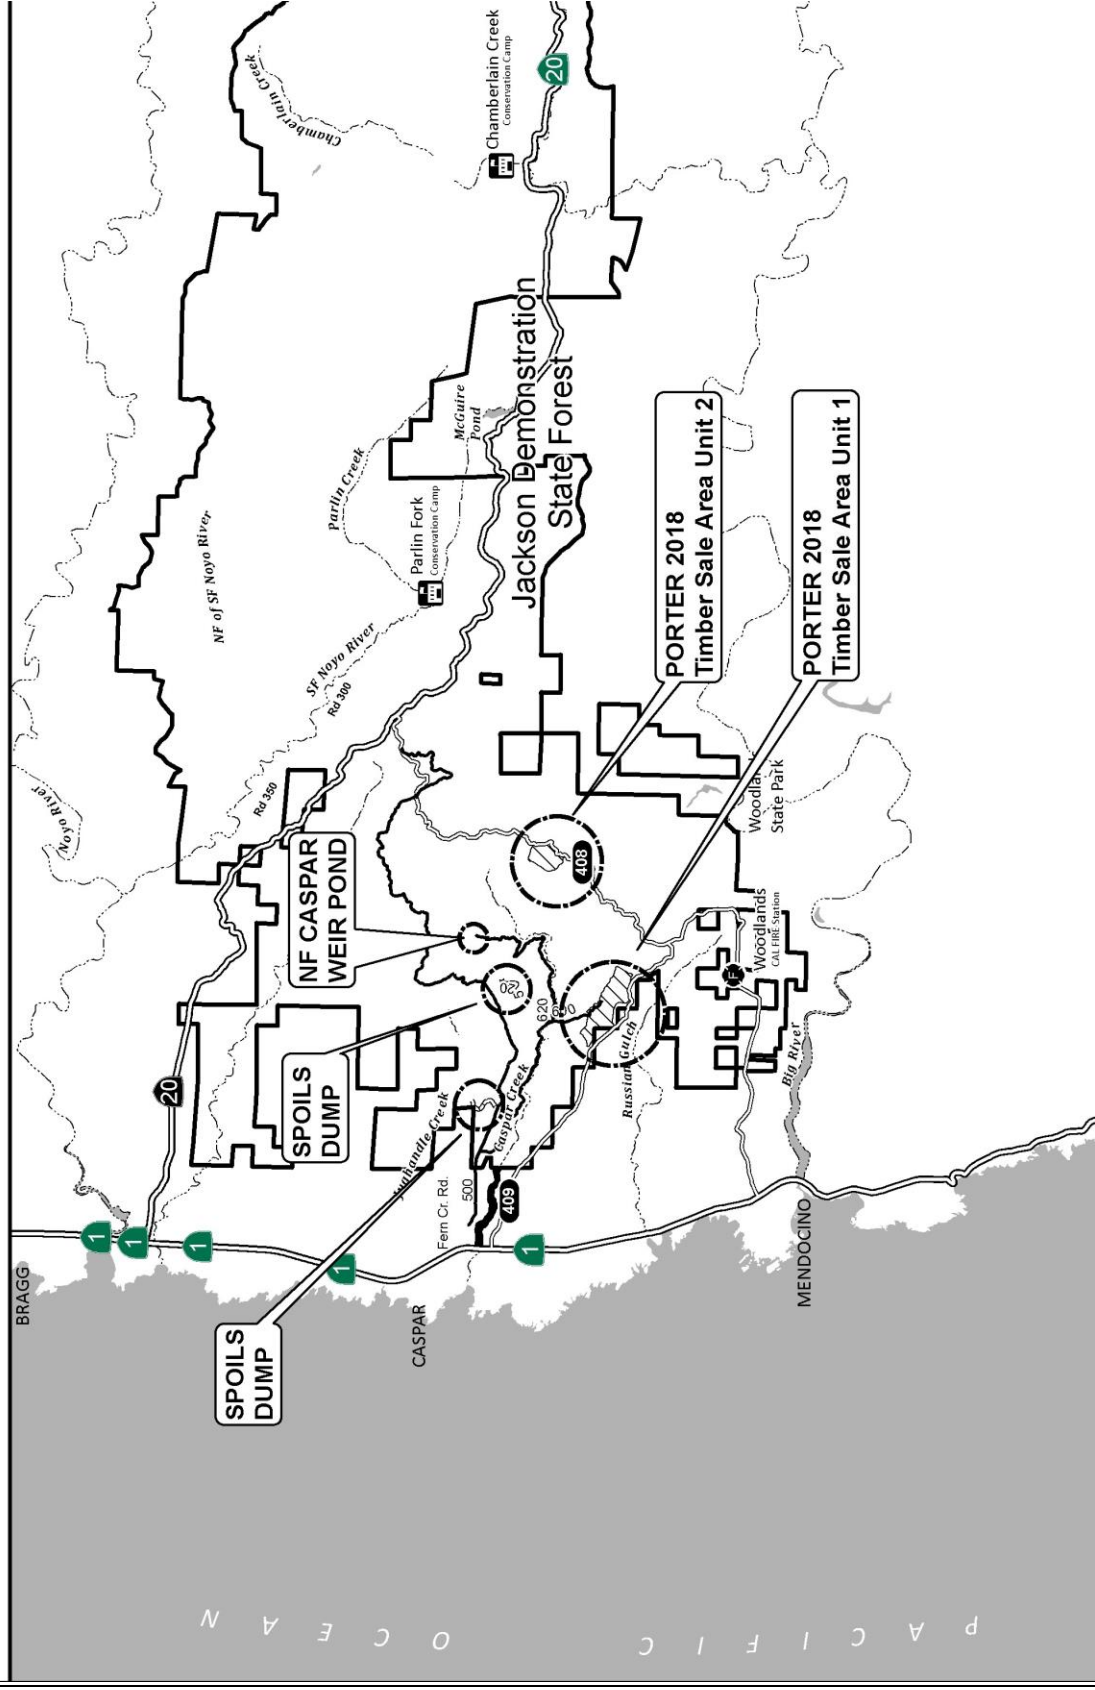 BRAGG
1
1
1
1
1
20
20
SPOILS
DUMP
SPOILS
DUMP
NF CASPAR
WEIR POND
CASPAR
Fern Cr. Rd.
500
409
Caspar Creek
620
408
Rd 350
Rd 300
Noyo River
SF Noyo River
NF of SF Noyo River
Parlin Creek
Parlin Fork
Conservation Camp
McGuire
Pond
Chamberlain Creek
Chamberlain Creek
Conservation Camp
Jackson Demonstration
State Forest
PORTER 2018
Timber Sale Area Unit 2
PORTER 2018
Timber Sale Area Unit 1
Russian Gulch
Woodlands
CAL FIRE Station
F
State Park
Big River
MENDOCINO
PACIFIC OCEAN